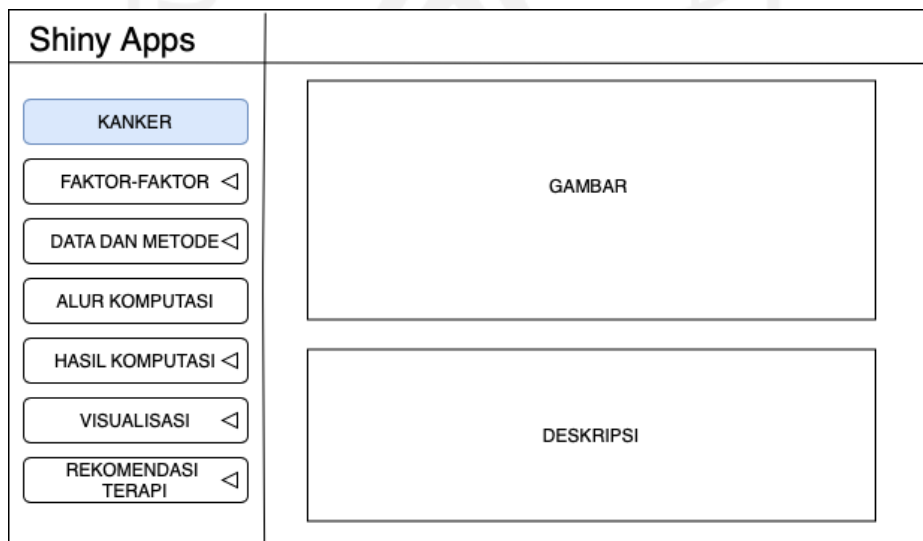 Shiny Apps
KANKER
FAKTOR-FAKTOR
DATA DAN METODE
ALUR KOMPUTASI
HASIL KOMPUTASI
VISUALISASI
REKOMENDASI
TERAPI
GAMBAR
DESKRIPSI